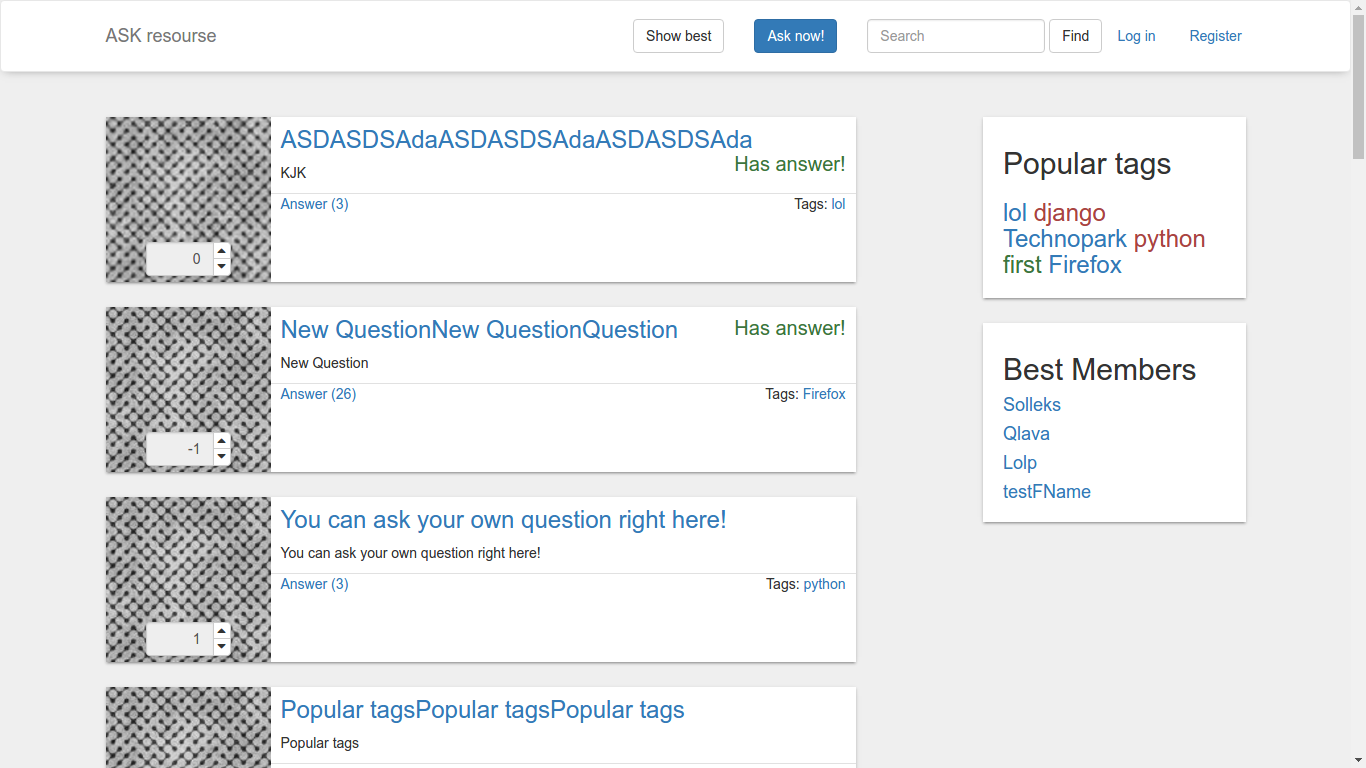 ASK resourse Show best Ask now! Search Find Log in Register
ASDASDSAdaASDASDSAdaASDASDSAda
Has answer!
KJK
Answer (3) Tags: lol
0
New QuestionNew QuestionQuestion Has answer!
New Question
Answer (26) Tags: Firefox
-1
You can ask your own question right here!
You can ask your own question right here!
Answer (3) Tags: python
1
Popular tagsPopular tagsPopular tags
Popular tags
Popular tags
lol django
Technopark python
first Firefox
Best Members
Solleks
Qlava
Lolp
testFName